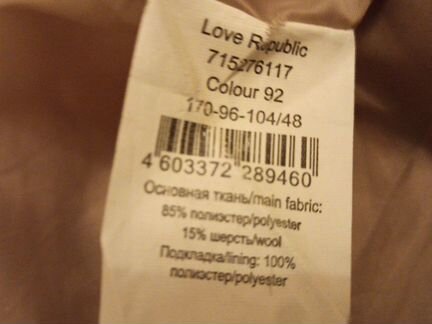 Love Republic
715276117
Colour 92
170-96-104/48
4 603372 289460
Основная ткань/main fabric:
85% полиэстер/polyester
15% шерсть/wool
Подкладка/lining: 100%
полиэстер/polyester